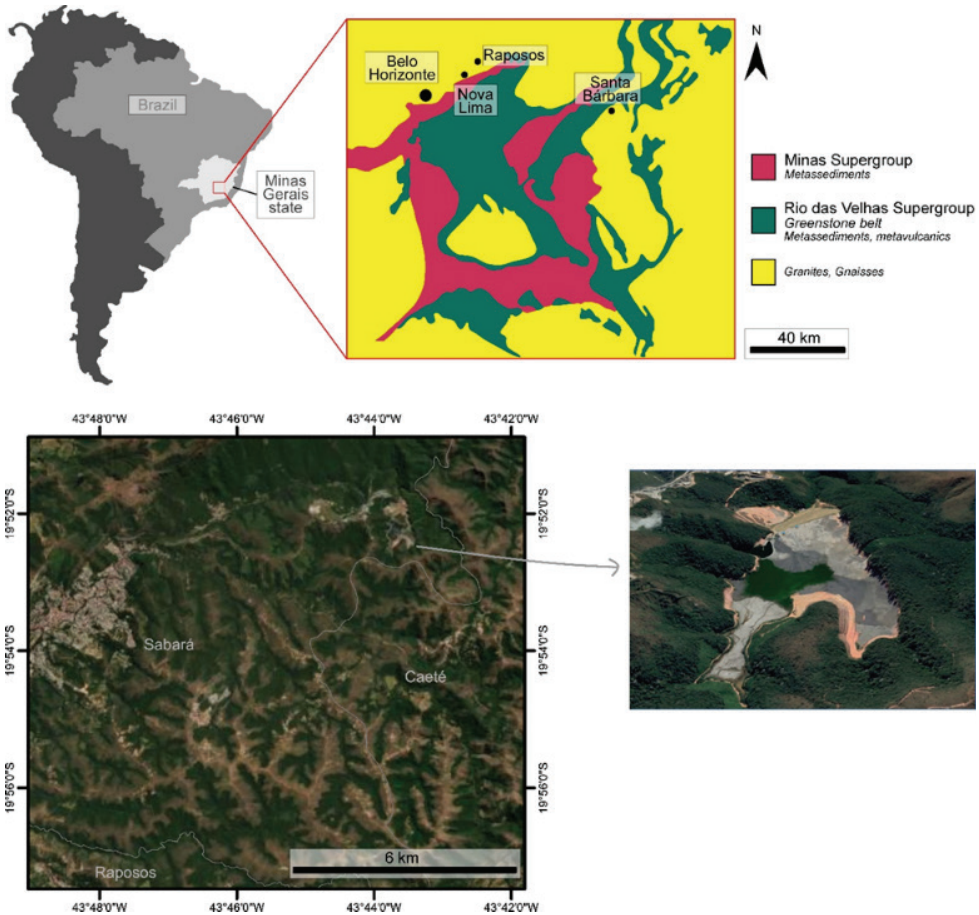 Brazil
Minas
Gerais
state
Belo
Horizonte
Raposos
Nova
Lima
Santa
Bárbara
N
Minas Supergroup
Metassediments
Rio das Velhas Supergroup
Greenstone belt
Metassediments, metavulcanics
Granites, Gnaisses
40 km
43°48'0"W
43°46'0"W
43°44'0"W
43°42'0"W
19°52'0"S
19°52'0"S
Sabará
19°54'0"S
19°54'0"S
Caeté
19°56'0"S
19°56'0"S
6 km
Raposos
43°48'0"W
43°46'0"W
43°44'0"W
43°42'0"W